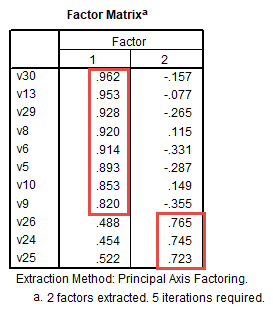 Factor Matrixa
Factor
1 2
v30 .962 -.157
v13 .953 -.077
v29 .928 -.265
v8 .920 .115
v6 .914 -.331
v5 .893 -.287
v10 .853 .149
v9 .820 -.355
v26 .488 .765
v24 .454 .745
v25 .522 .723
Extraction Method: Principal Axis Factoring.
a. 2 factors extracted. 5 iterations required.